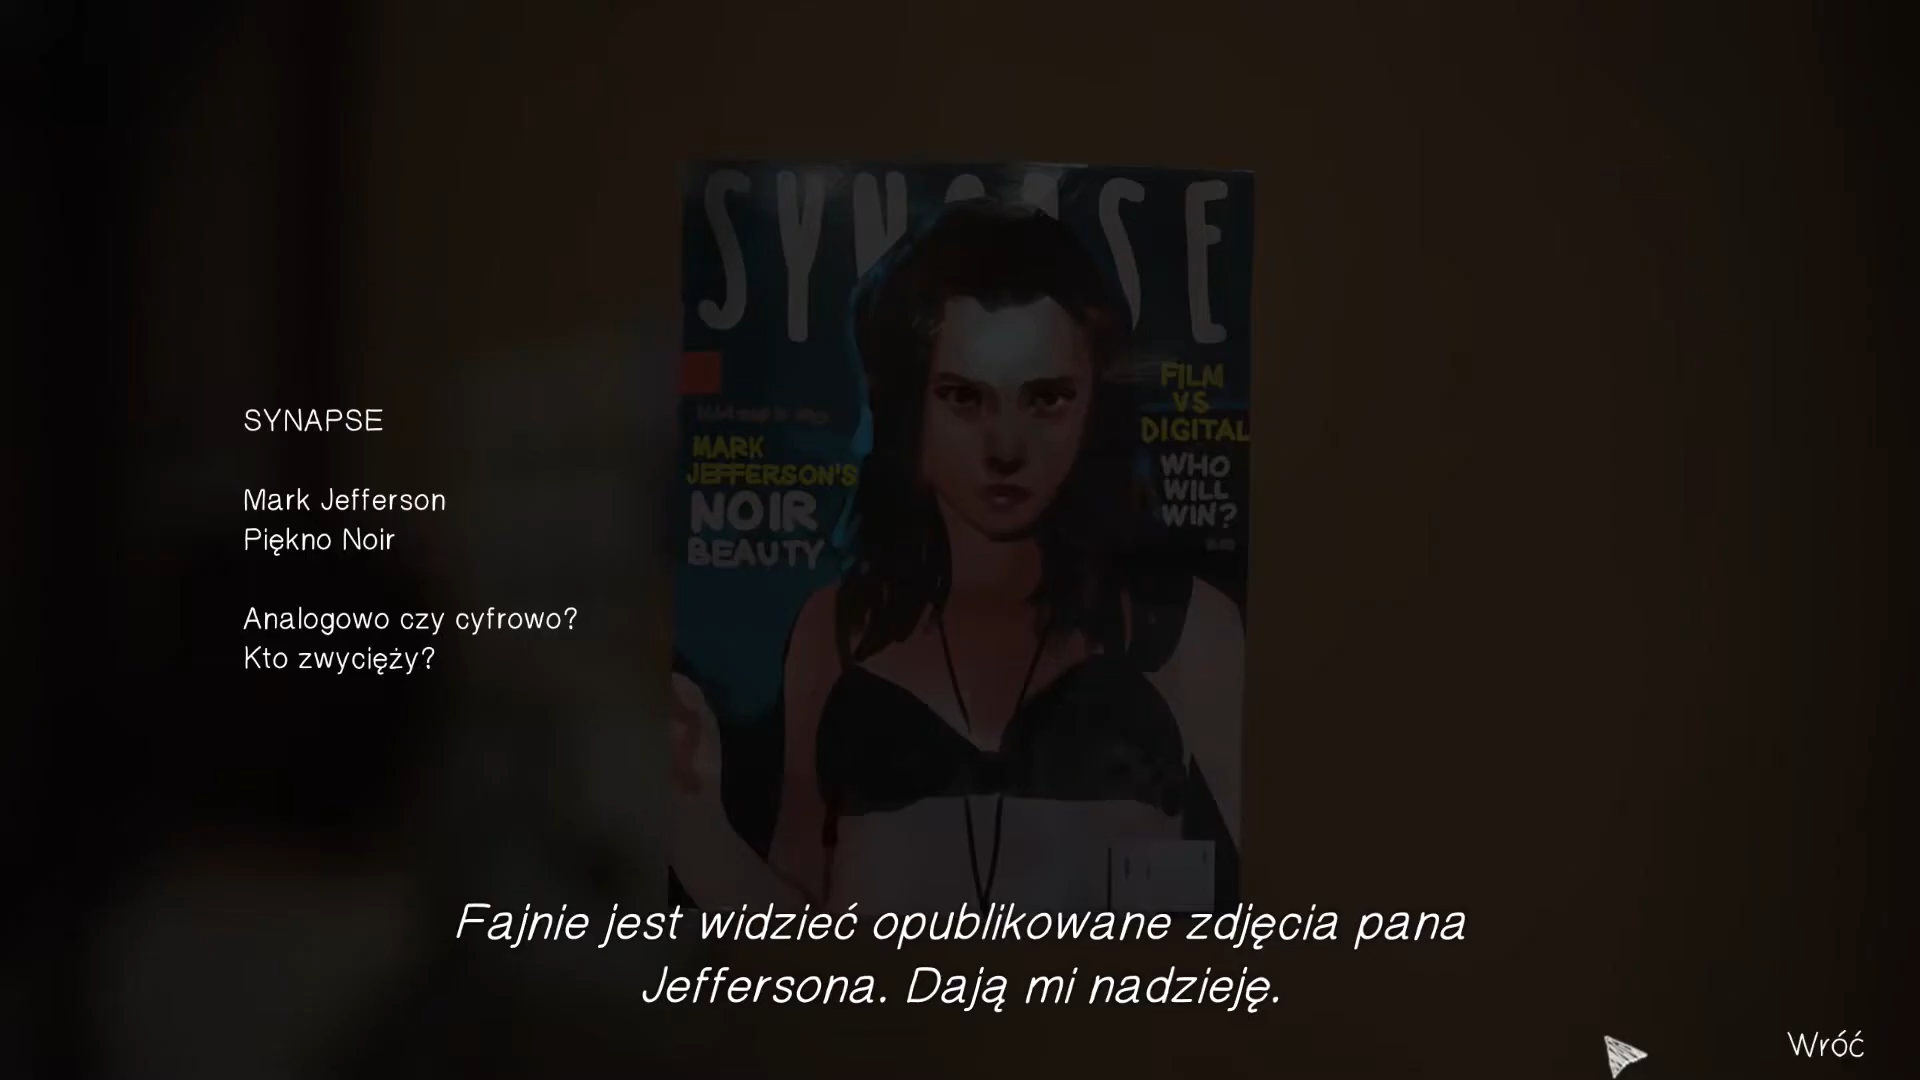 SYNAPSE
Mark Jefferson
Piękno Noir
Analogowo czy cyfrowo?
Kto zwycięży?
MARK
JEFFERSON'S
NOIR
BEAUTY
FILM
VS
DIGITAL
WHO
WILL
WIN?
Fajnie jest widzieć opublikowane zdjęcia pana
Jeffersona. Dają mi nadzieję.
Wróć